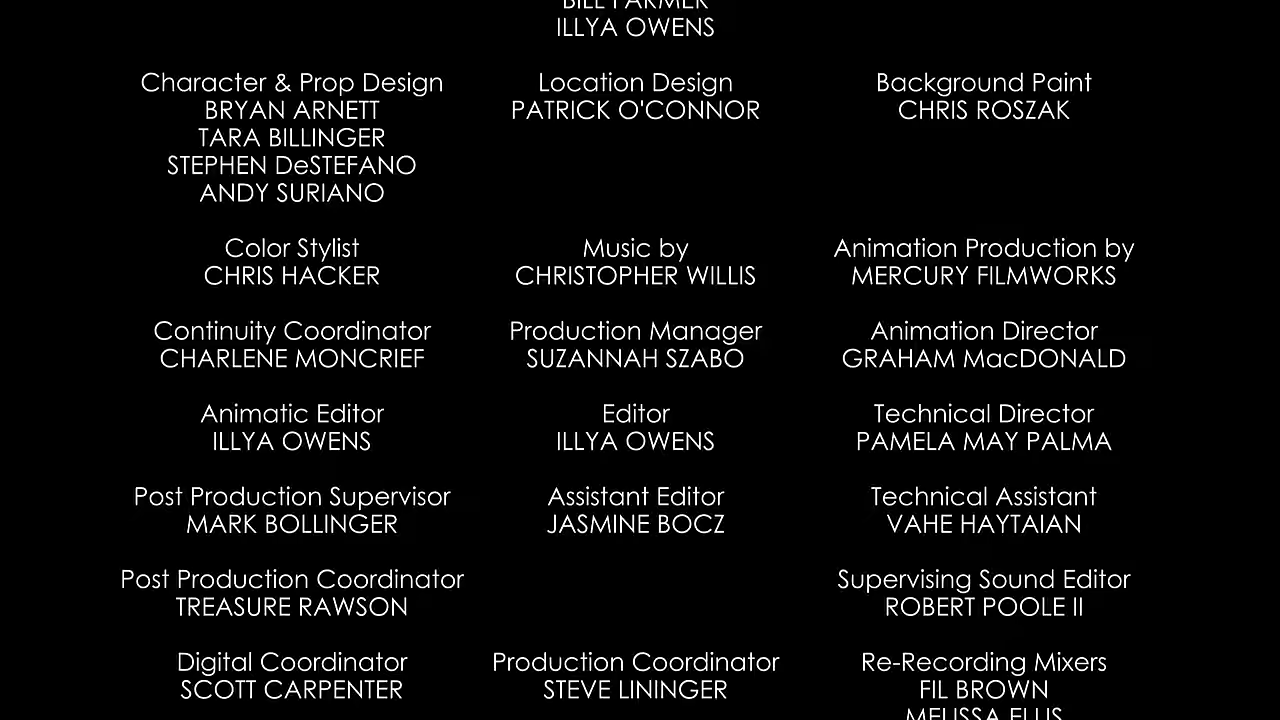 BILL FARMER
ILLYA OWENS
Character & Prop Design
BRYAN ARNETT
TARA BILLINGER
STEPHEN DeSTEFANO
ANDY SURIANO
Location Design
PATRICK O'CONNOR
Background Paint
CHRIS ROSZAK
Color Stylist
CHRIS HACKER
Music by
CHRISTOPHER WILLIS
Animation Production by
MERCURY FILMWORKS
Continuity Coordinator
CHARLENE MONCRIEF
Production Manager
SUZANNAH SZABO
Animation Director
GRAHAM MacDONALD
Animatic Editor
ILLYA OWENS
Editor
ILLYA OWENS
Technical Director
PAMELA MAY PALMA
Post Production Supervisor
MARK BOLLINGER
Assistant Editor
JASMINE BOCZ
Technical Assistant
VAHE HAYTAIAN
Post Production Coordinator
TREASURE RAWSON
Supervising Sound Editor
ROBERT POOLE II
Digital Coordinator
SCOTT CARPENTER
Production Coordinator
STEVE LININGER
Re-Recording Mixers
FIL BROWN
MELISSA ELLIS